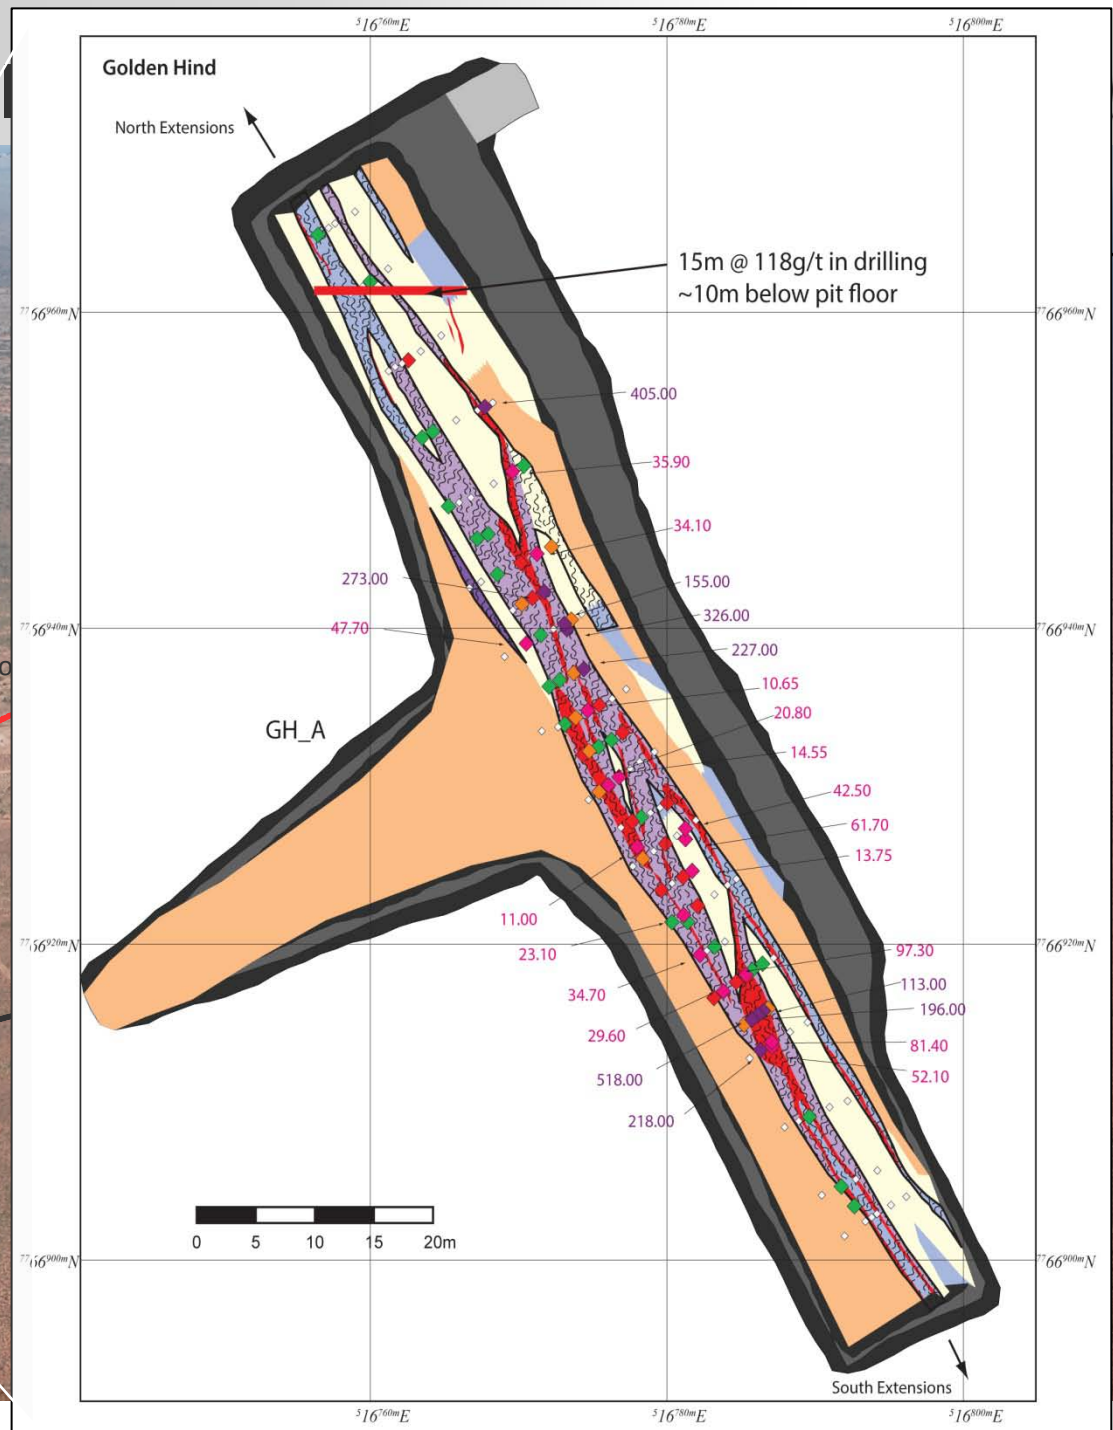 ⁵16⁷⁶⁰ᵐE
⁵16⁷⁸⁰ᵐE
⁵16⁸⁰⁰ᵐE
Golden Hind
North Extensions
15m @ 118g/t in drilling
~10m below pit floor
⁷⁷66⁹⁶⁰ᵐN
⁷⁷66⁹⁶⁰ᵐN
405.00
35.90
34.10
273.00
155.00
326.00
47.70
⁷⁷66⁹⁴⁰ᵐN
⁷⁷66⁹⁴⁰ᵐN
227.00
10.65
20.80
GH_A
14.55
42.50
61.70
13.75
11.00
23.10
⁷⁷66⁹²⁰ᵐN
⁷⁷66⁹²⁰ᵐN
97.30
113.00
34.70
196.00
29.60
81.40
518.00
52.10
218.00
0 5 10 15 20m
⁷⁷66⁹⁰⁰ᵐN
⁷⁷66⁹⁰⁰ᵐN
South Extensions
⁵16⁷⁶⁰ᵐE
⁵16⁷⁸⁰ᵐE
⁵16⁸⁰⁰ᵐE